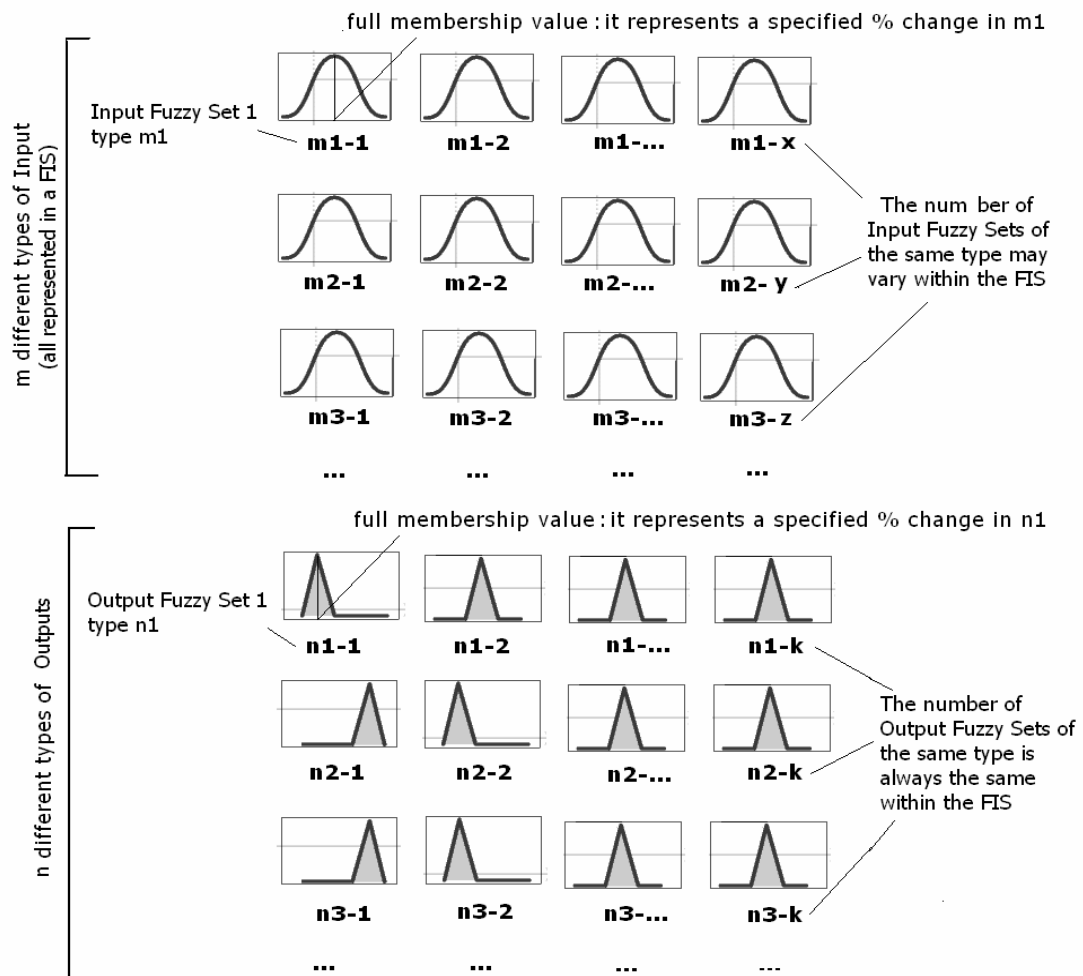 full membership value : it represents a specified % change in m1
Input Fuzzy Set 1
type m1
m1-1 m1-2 m1-... m1-x
m different types of Input
(all represented in a FIS)
The num ber of
Input Fuzzy Sets of
the same type may
vary within the FIS
m2-1 m2-2 m2-... m2-y
m3-1 m3-2 m3-... m3-z
... ... ... ...
full membership value : it represents a specified % change in n1
Output Fuzzy Set 1
type n1
n1-1 n1-2 n1-... n1-k
n different types of Outputs
The number of
Output Fuzzy Sets of
the same type is
always the same
within the FIS
n2-1 n2-2 n2-... n2-k
n3-1 n3-2 n3-... n3-k
... ... ... ---